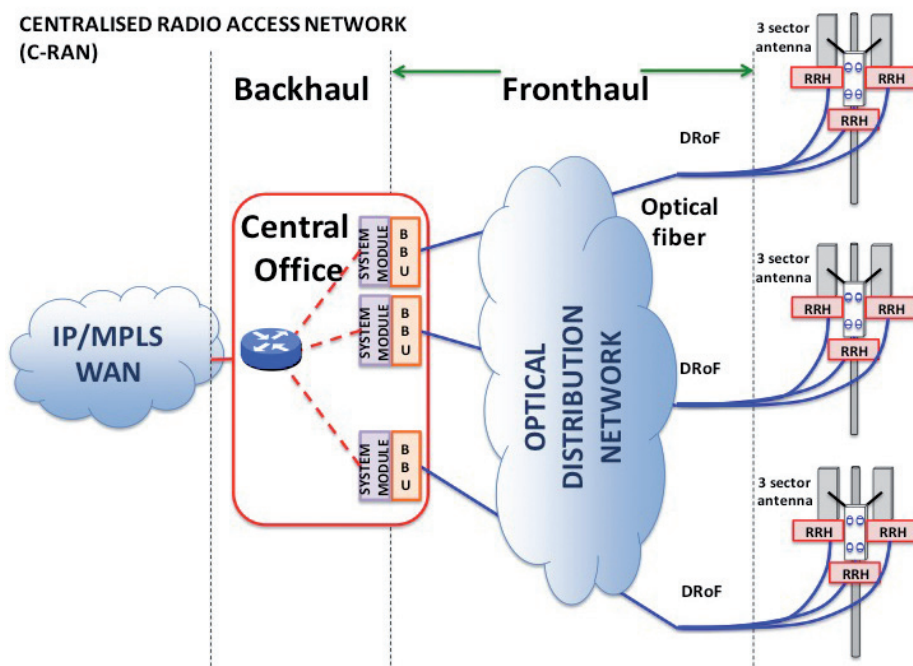 CENTRALISED RADIO ACCESS NETWORK
(C-RAN)
Backhaul
Fronthaul
3 sector
antenna
RRH
RRH
RRH
DRoF
Optical
fiber
Central
Office
SYSTEM
MODULE
BBU
SYSTEM
MODULE
BBU
SYSTEM
MODULE
BBU
IP/MPLS
WAN
OPTICAL
DISTRIBUTION
NETWORK
3 sector
antenna
RRH
RRH
RRH
DRoF
3 sector
antenna
RRH
RRH
RRH
DRoF